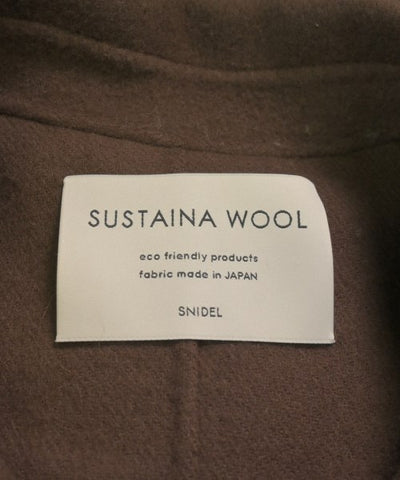 SUSTAINA WOOL
eco friendly products
fabric made in JAPAN
SNIDEL